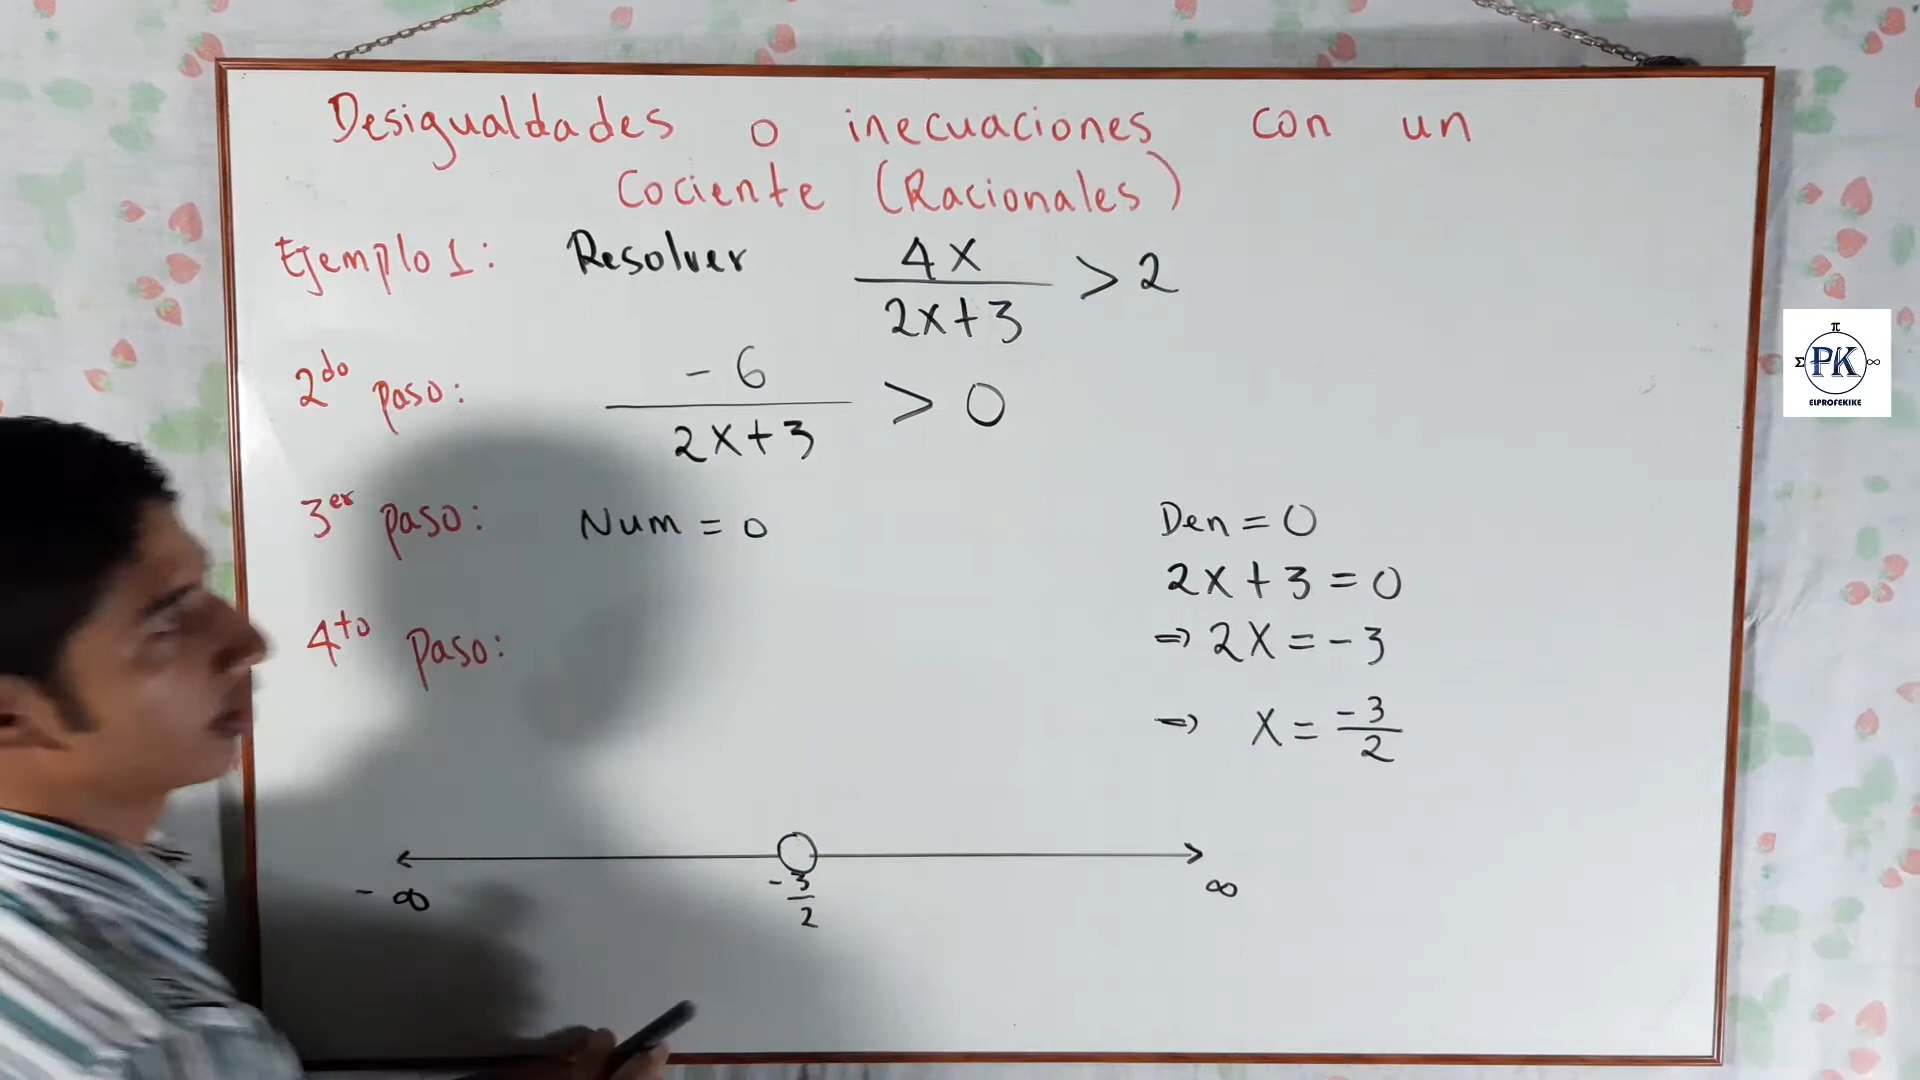 Desigualdades o inecuaciones con un
Cociente (Racionales)
Ejemplo 1: Resolver 4x / 2x+3 > 2
2do paso: -6 / 2x+3 > 0
3er paso: Num = 0
Den = 0
2x+3=0
⇒ 2x=-3
⇒ x = -3/2
4to paso:
-∞ -3/2 ∞
π
Σ PK ∞
ElPROFEKIKE